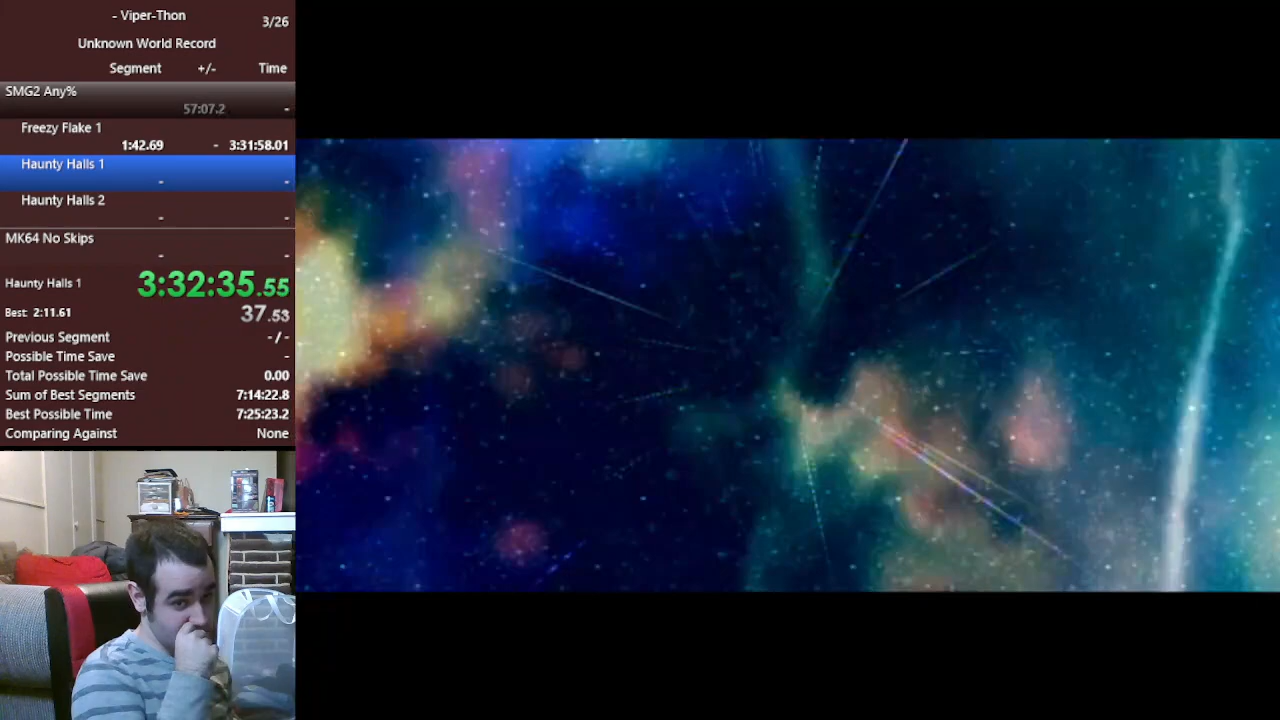 - Viper-Thon
3/26
Unknown World Record
Segment +/- Time
SMG2 Any%
57:07.2 -
Freezy Flake 1
1:42.69 - 3:31:58.01
Haunty Halls 1
- -
Haunty Halls 2
- -
MK64 No Skips
- -
Haunty Halls 1 3:32:35.55
Best: 2:11.61 37.53
Previous Segment - / -
Possible Time Save -
Total Possible Time Save 0.00
Sum of Best Segments 7:14:22.8
Best Possible Time 7:25:23.2
Comparing Against None